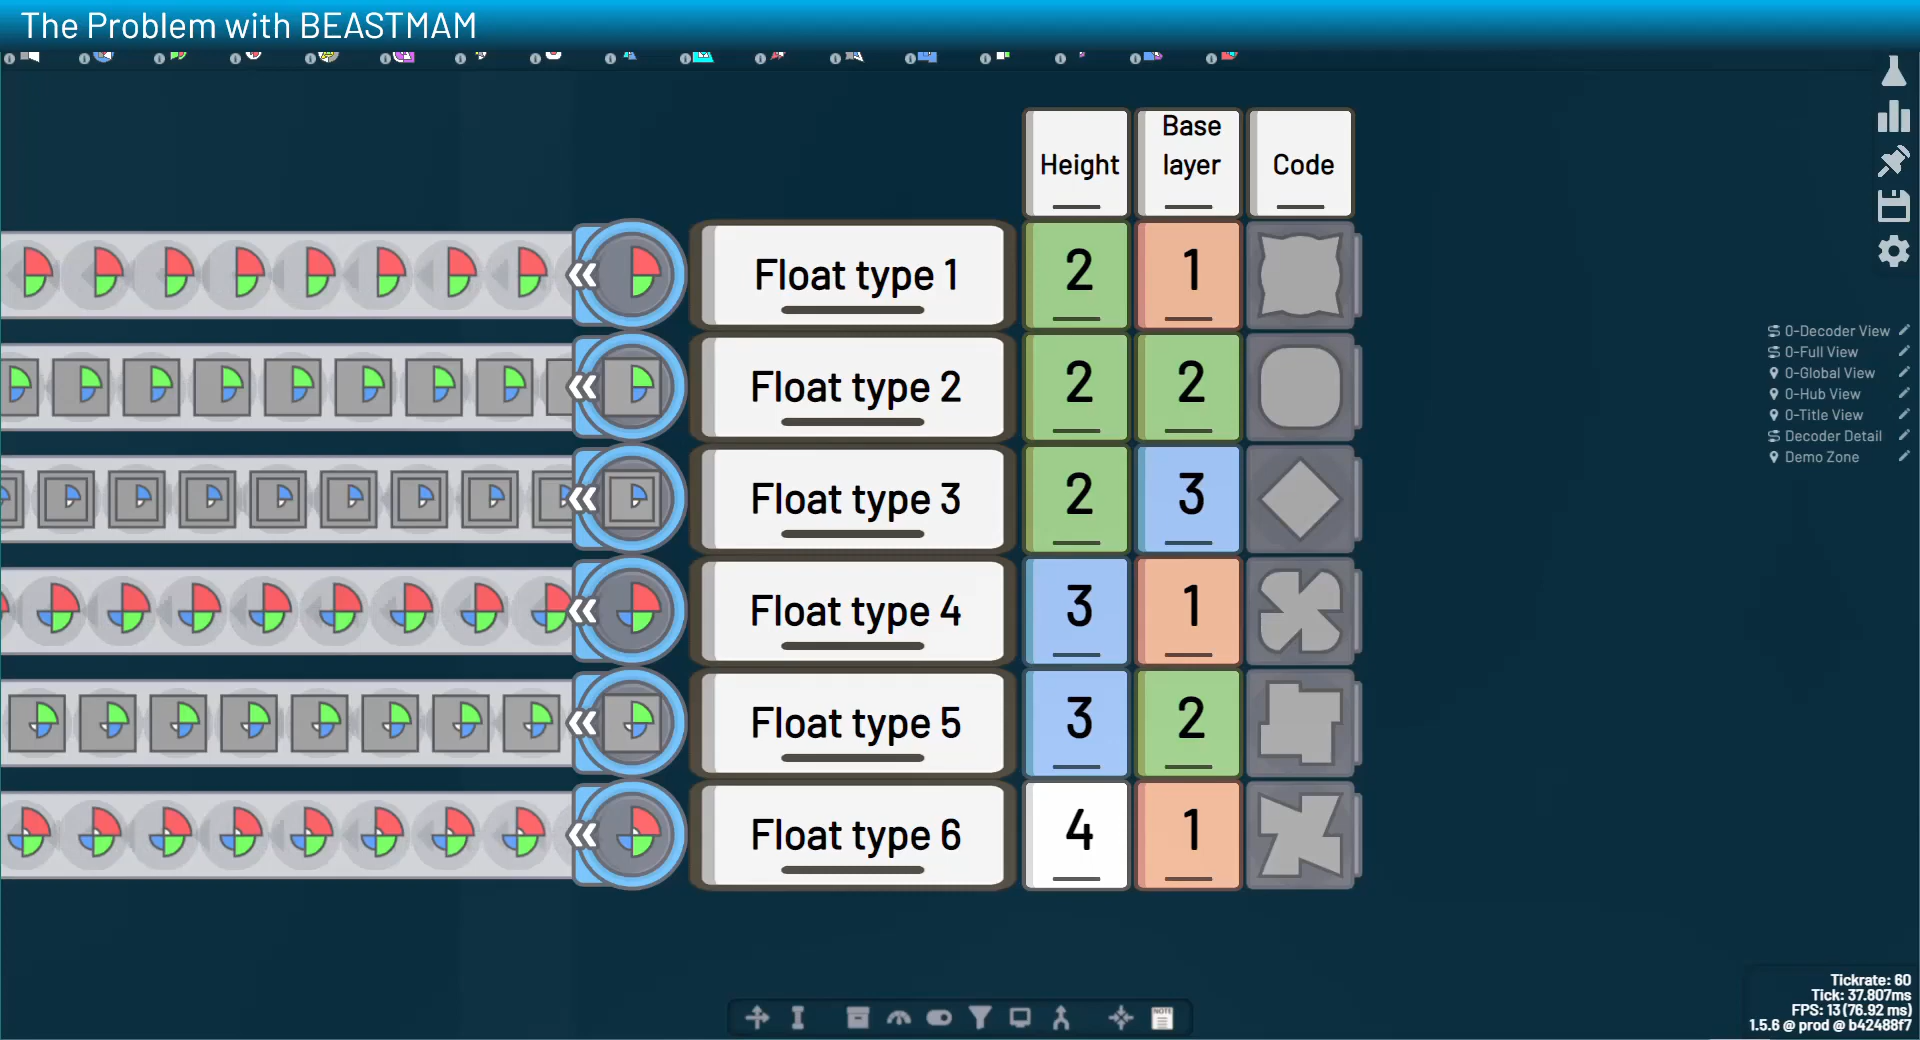 The Problem with BEASTMAM
Height
Base
layer
Code
Float type 1
2
1
Float type 2
2
2
Float type 3
2
3
Float type 4
3
1
Float type 5
3
2
Float type 6
4
1
0-Decoder View
0-Full View
0-Global View
0-Hub View
0-Title View
Decoder Detail
Demo Zone
NOTE
Tickrate: 60
Tick: 37.807ms
FPS: 13 (76.92 ms)
1.5.6 @ prod @ b42488f7